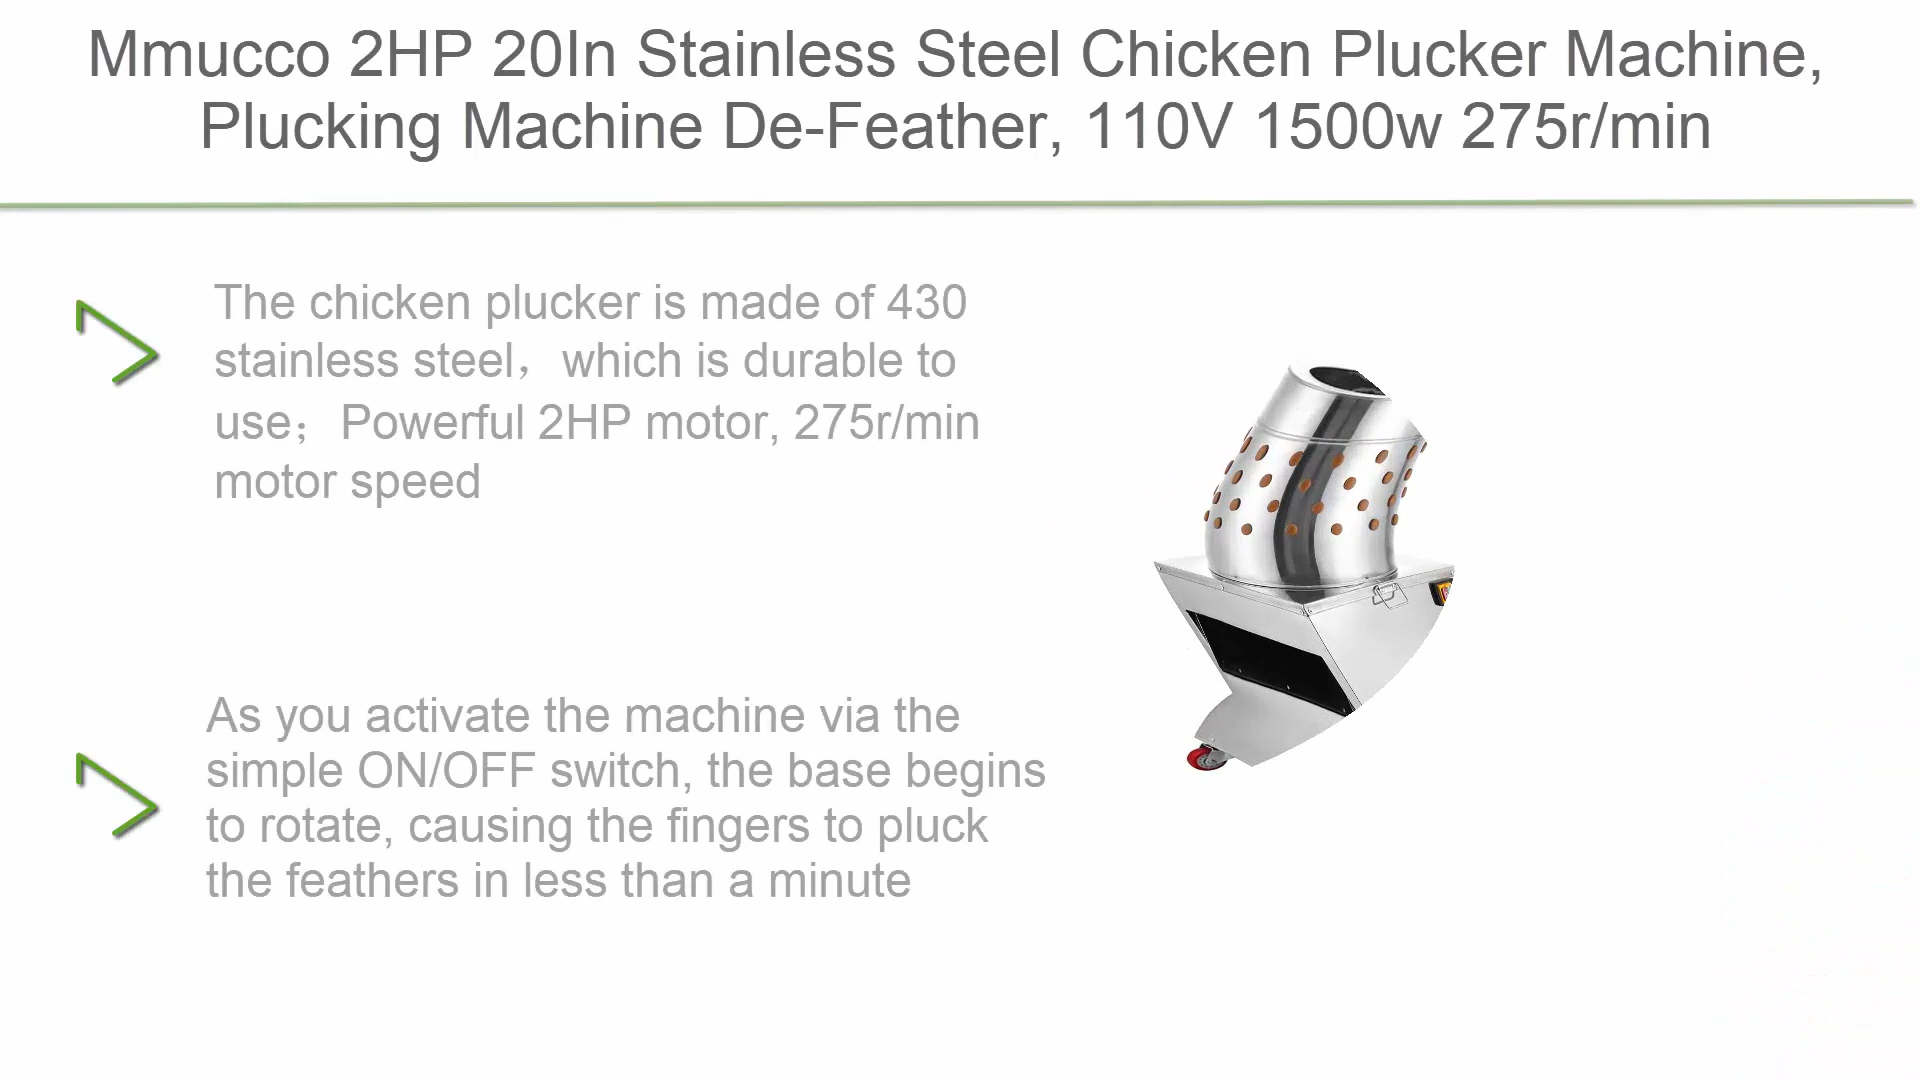 Mmucco 2HP 20In Stainless Steel Chicken Plucker Machine,
Plucking Machine De-Feather, 110V 1500w 275r/min
The chicken plucker is made of 430
stainless steel，which is durable to
use；Powerful 2HP motor, 275r/min
motor speed
As you activate the machine via the
simple ON/OFF switch, the base begins
to rotate, causing the fingers to pluck
the feathers in less than a minute